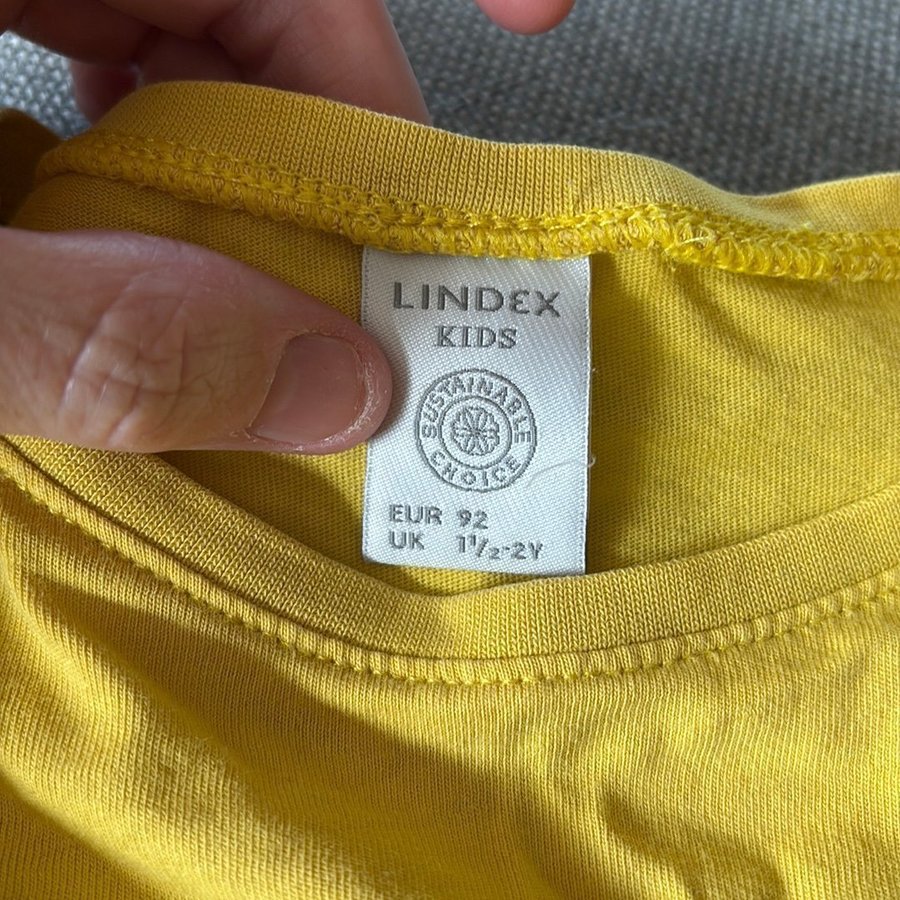 LINDEX
KIDS
SUSTAINABLE
CHOICE
EUR 92
UK 1½-2Y